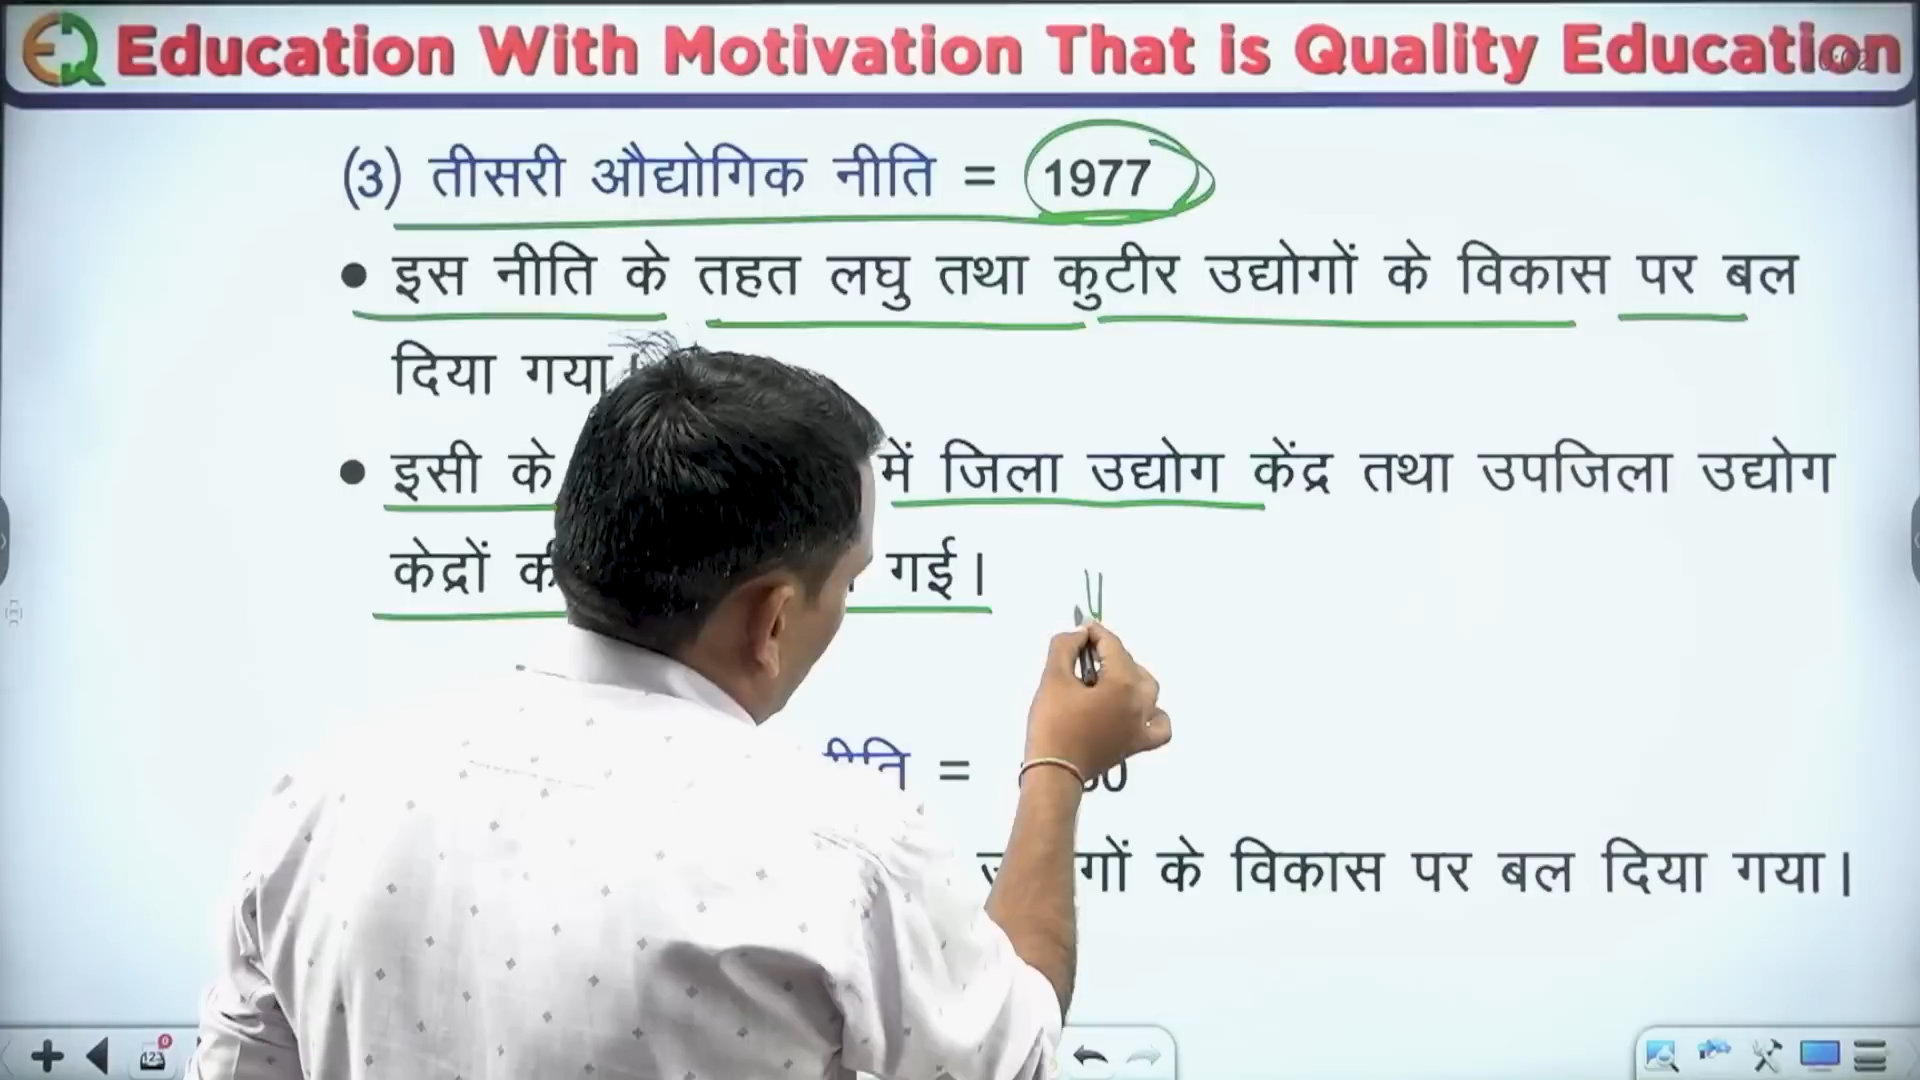 Education With Motivation That is Quality Education
(3) तीसरी औद्योगिक नीति = 1977
• इस नीति के तहत लघु तथा कुटीर उद्योगों के विकास पर बल
दिया गया।
• इसी के में जिला उद्योग केंद्र तथा उपजिला उद्योग
केद्रों गई।
=
के विकास पर बल दिया गया।